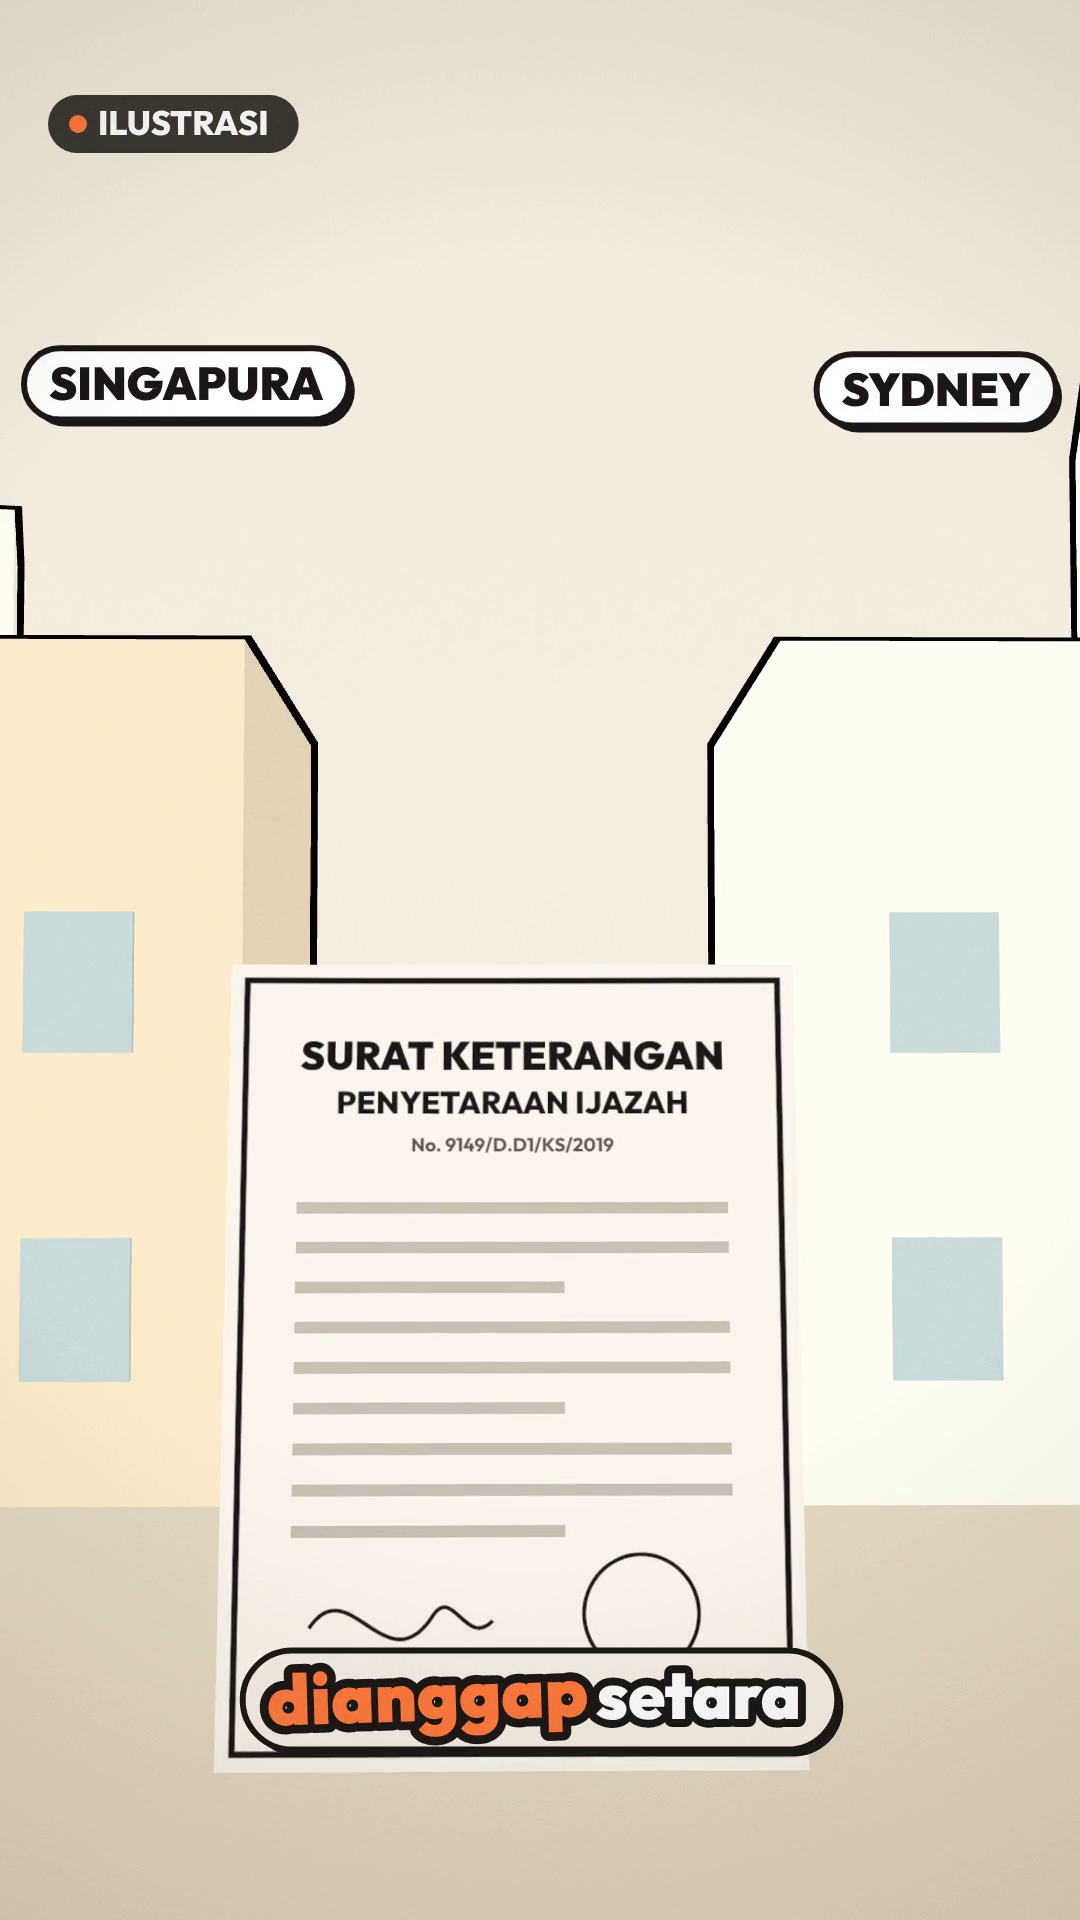 ILUSTRASI
SINGAPURA
SYDNEY
SURAT KETERANGAN
PENYETARAAN IJAZAH
No. 9149/D.D1/KS/2019
dianggap setara